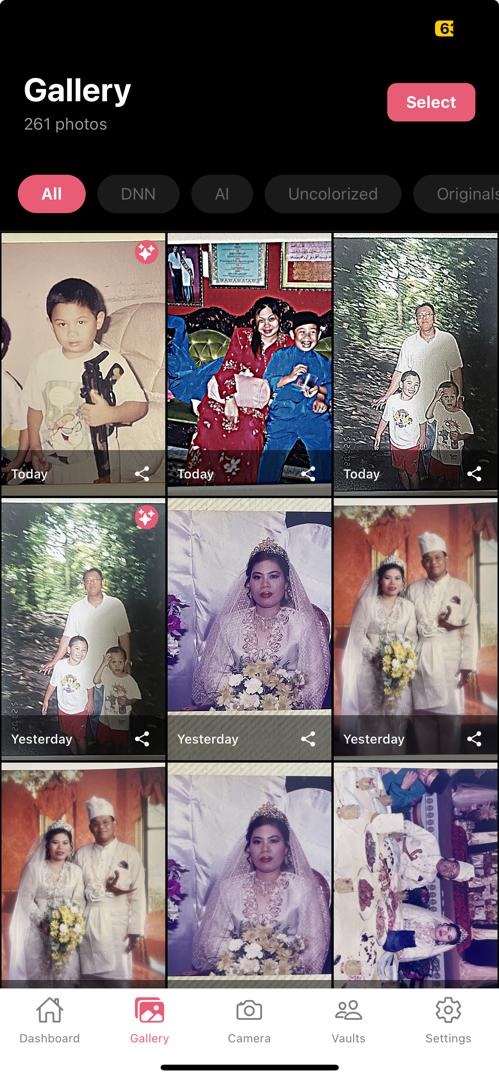 63
Gallery
261 photos
Select
All
DNN
AI
Uncolorized
Originals
Today
Today
Today
Yesterday
Yesterday
Yesterday
Dashboard
Gallery
Camera
Vaults
Settings